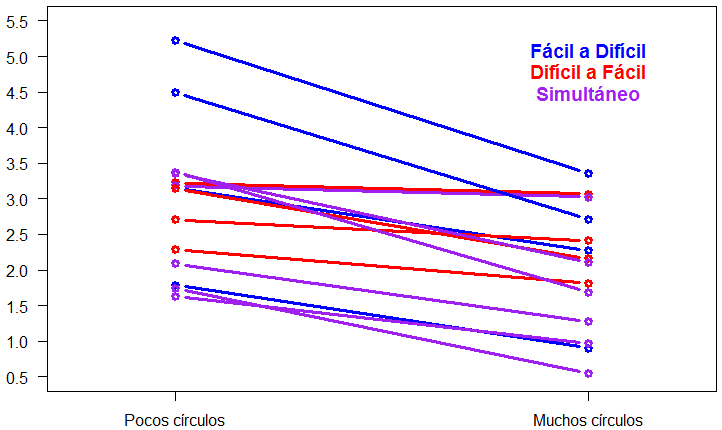 5.5
5.0
4.5
4.0
3.5
3.0
2.5
2.0
1.5
1.0
0.5
Fácil a Difícil
Difícil a Fácil
Simultáneo
Pocos círculos
Muchos círculos